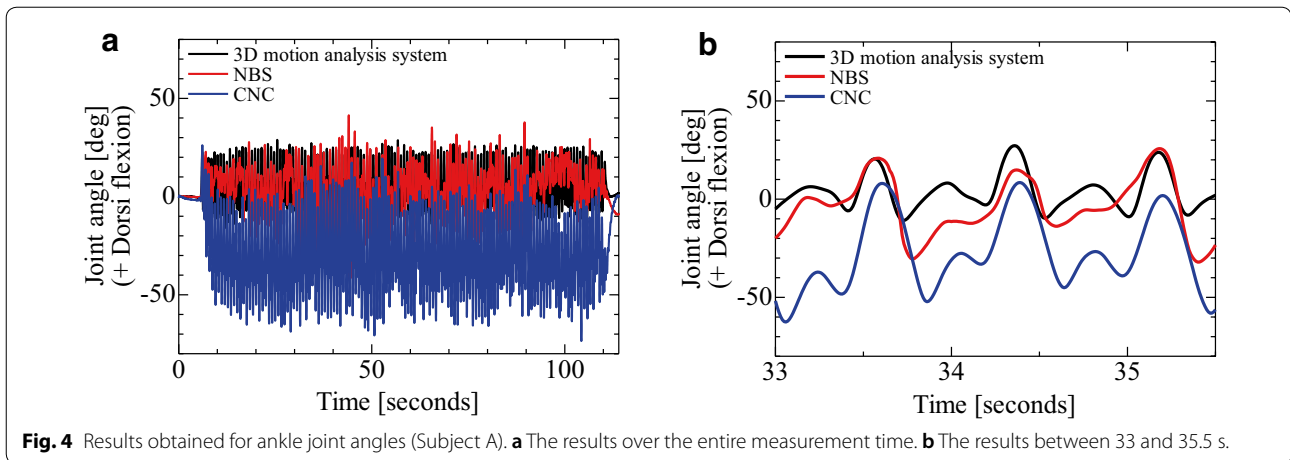 a
3D motion analysis system
NBS
CNC
Joint angle [deg]
(+ Dorsi flexion)
50
0
-50
0 50 100
Time [seconds]
b
3D motion analysis system
NBS
CNC
Joint angle [deg]
(+ Dorsi flexion)
50
0
-50
33 34 35
Time [seconds]
Fig. 4 Results obtained for ankle joint angles (Subject A). a The results over the entire measurement time. b The results between 33 and 35.5 s.